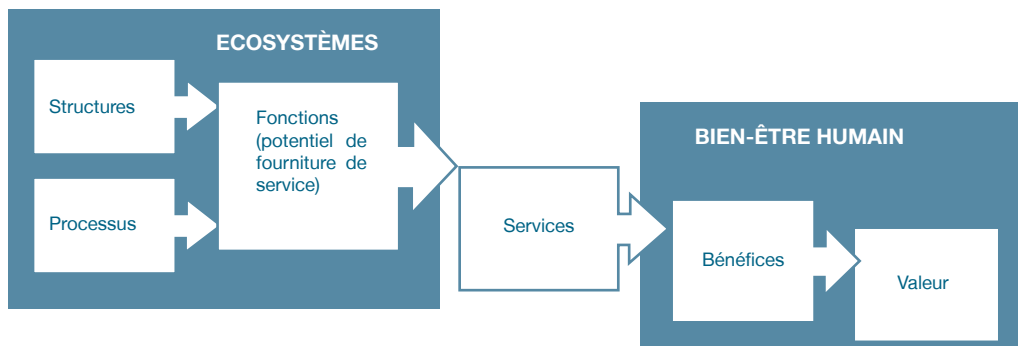 ECOSYSTÈMES
Structures
Processus
Fonctions
(potentiel de
fourniture de
service)
Services
BIEN-ÊTRE HUMAIN
Bénéfices
Valeur